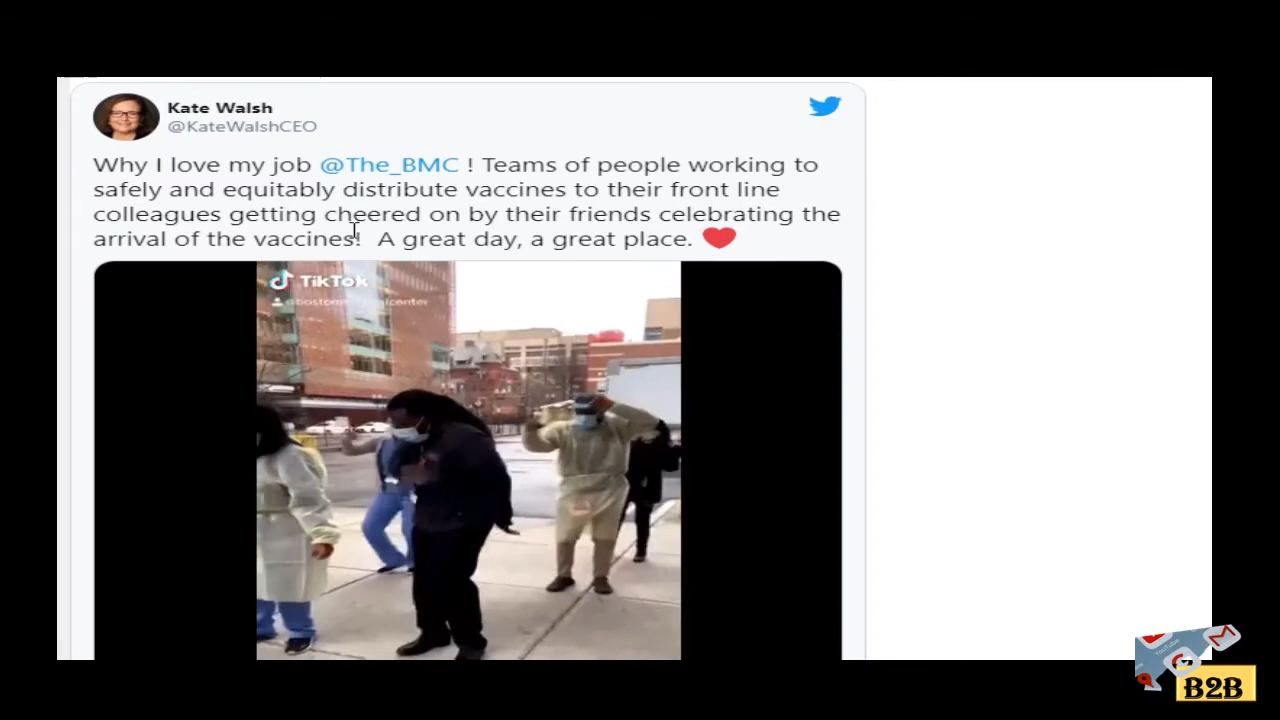 Kate Walsh
@KateWalshCEO
Why I love my job @The_BMC ! Teams of people working to
safely and equitably distribute vaccines to their front line
colleagues getting cheered on by their friends celebrating the
arrival of the vaccines!  A great day, a great place.
TikTok
YouTube
B2B